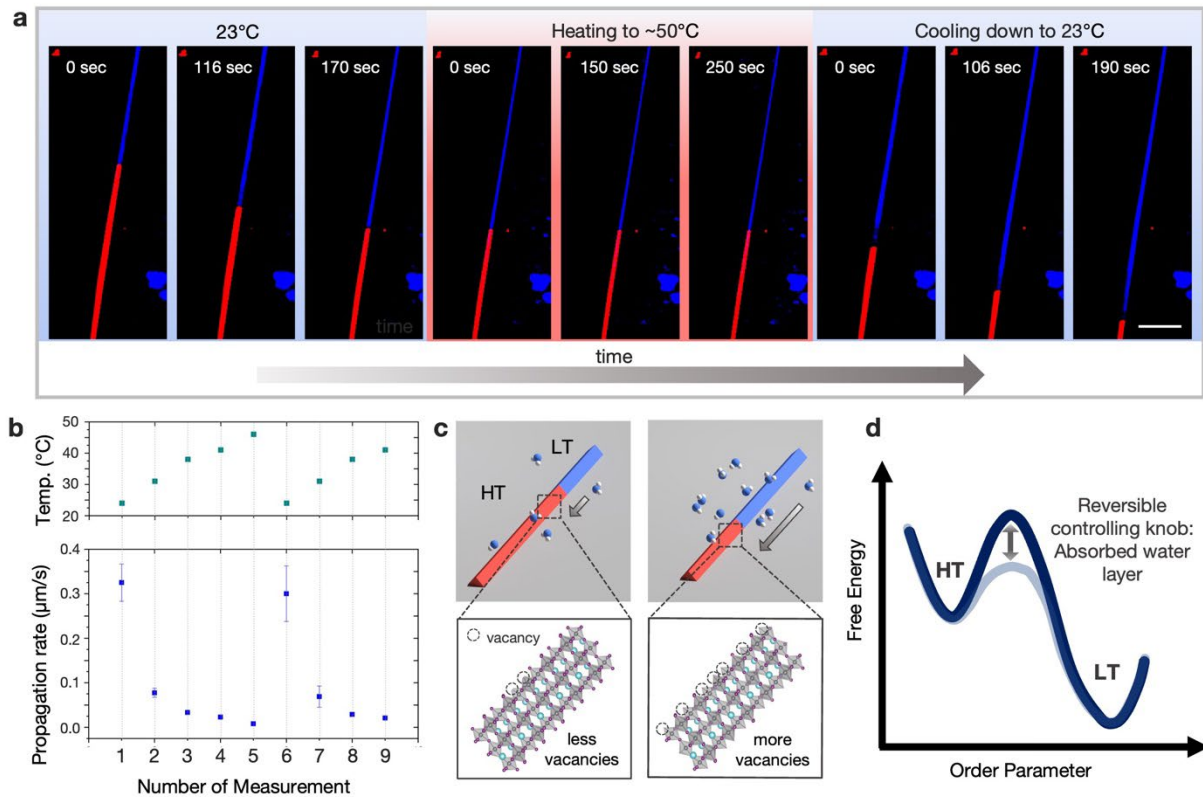 a
23°C
Heating to ~50°C
Cooling down to 23°C
0 sec
116 sec
170 sec
0 sec
150 sec
250 sec
0 sec
106 sec
190 sec
time
time
b
Temp. (°C)
50
40
30
20
Propagation rate (µm/s)
0.4
0.3
0.2
0.1
0.0
1 2 3 4 5 6 7 8 9
Number of Measurement
c
LT
HT
vacancy
less
vacancies
more
vacancies
d
Free Energy
HT
LT
Reversible
controlling knob:
Absorbed water
layer
Order Parameter